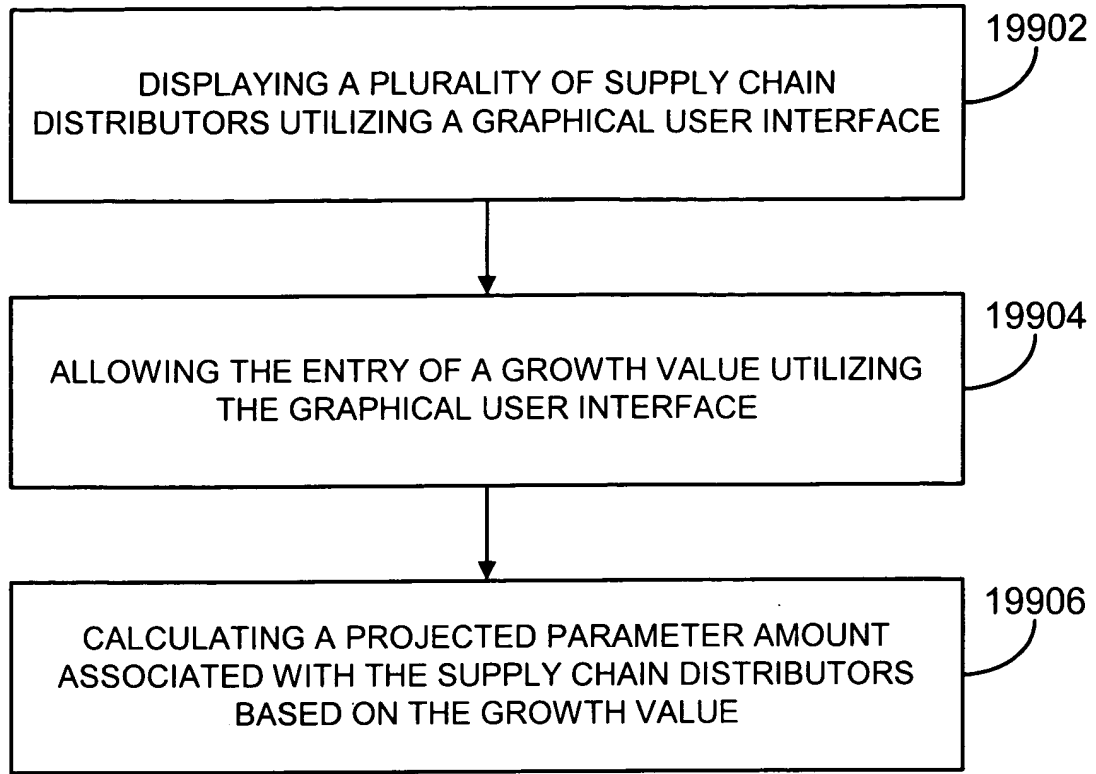 19902
DISPLAYING A PLURALITY OF SUPPLY CHAIN
DISTRIBUTORS UTILIZING A GRAPHICAL USER INTERFACE
19904
ALLOWING THE ENTRY OF A GROWTH VALUE UTILIZING
THE GRAPHICAL USER INTERFACE
19906
CALCULATING A PROJECTED PARAMETER AMOUNT
ASSOCIATED WITH THE SUPPLY CHAIN DISTRIBUTORS
BASED ON THE GROWTH VALUE